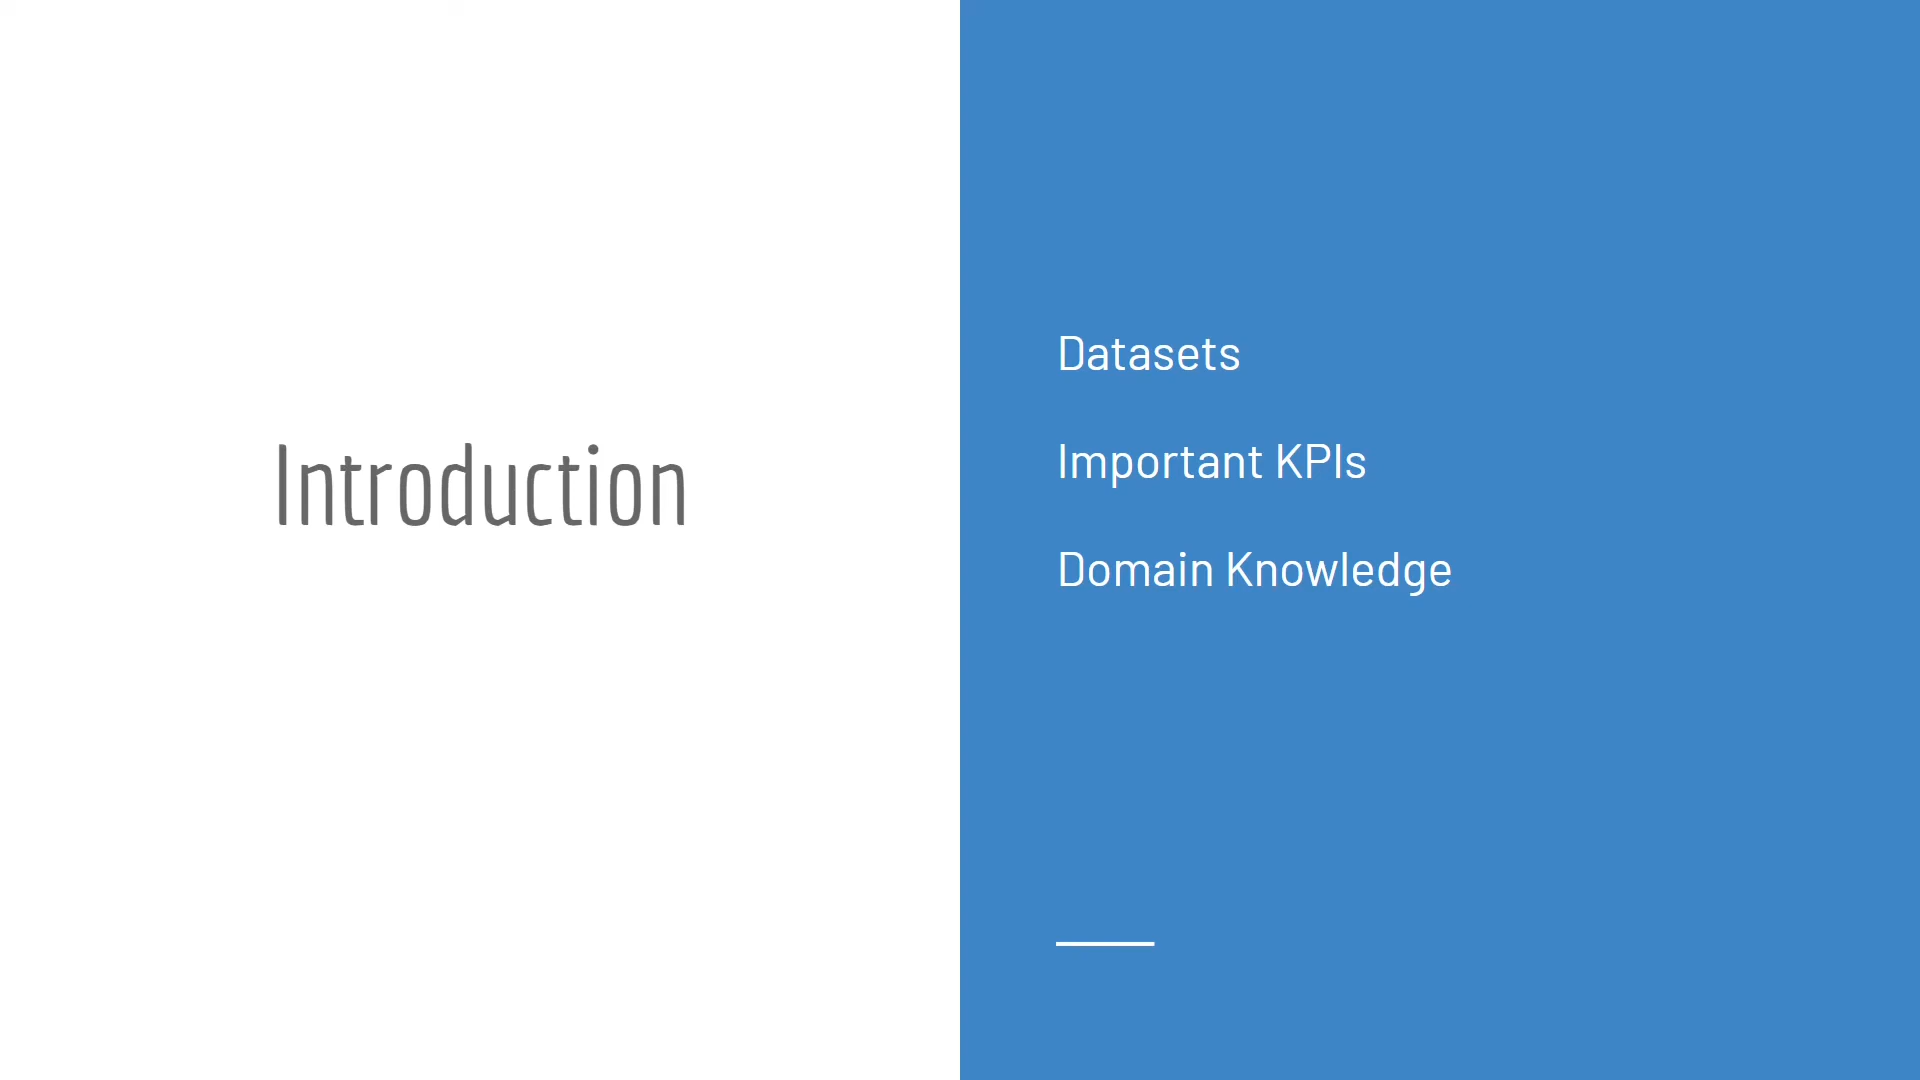 Introduction
Datasets
Important KPIs
Domain Knowledge